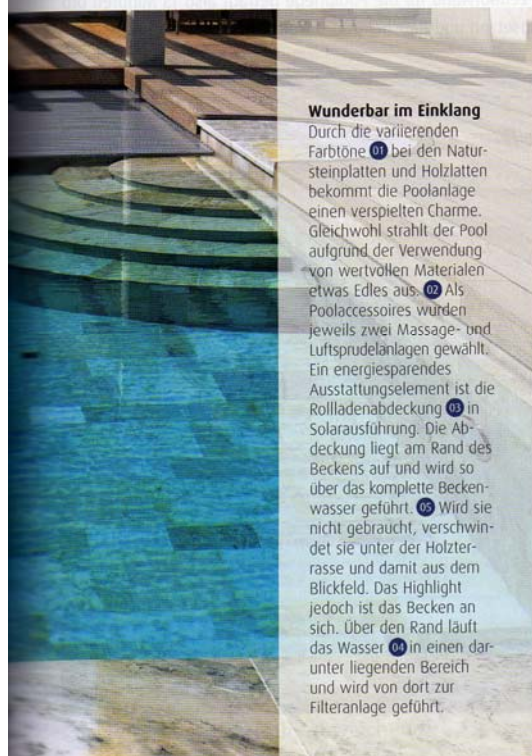 Wunderbar im Einklang
Durch die variierenden
Farbtöne 01 bei den Natur-
steinplatten und Holzlatten
bekommt die Poolanlage
einen verspielten Charme.
Gleichwohl strahlt der Pool
aufgrund der Verwendung
von wertvollen Materialen
etwas Edles aus. 02 Als
Poolaccessoires wurden
jeweils zwei Massage- und
Luftsprudelanlagen gewählt.
Ein energiesparendes
Ausstattungselement ist die
Rollladenabdeckung 03 in
Solarausführung. Die Ab-
deckung liegt am Rand des
Beckens auf und wird so
über das komplette Becken-
wasser geführt. 05 Wird sie
nicht gebraucht, verschwin-
det sie unter der Holzter-
rasse und damit aus dem
Blickfeld. Das Highlight
jedoch ist das Becken an
sich. Über den Rand läuft
das Wasser 04 in einen dar-
unter liegenden Bereich
und wird von dort zur
Filteranlage geführt.